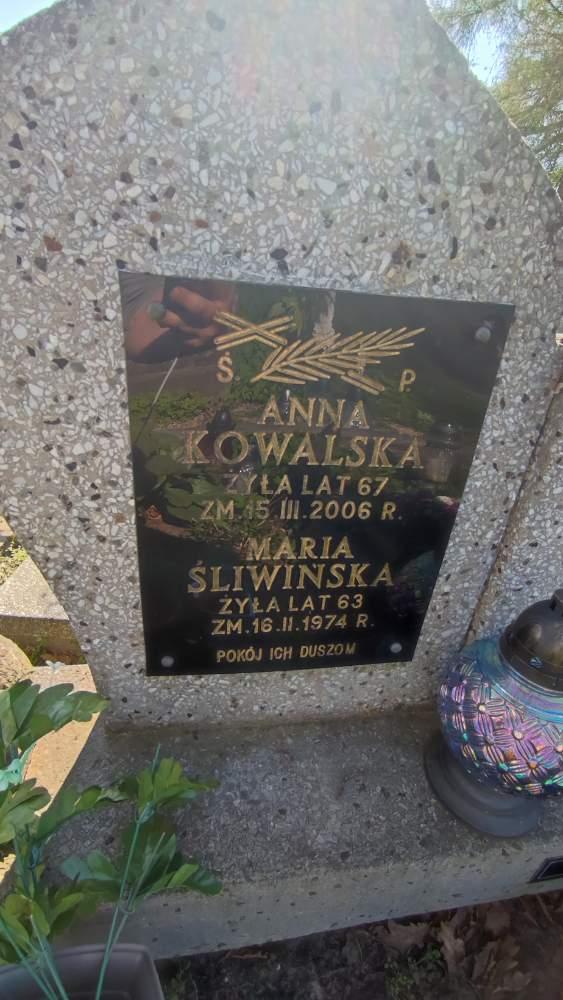 Ś P
ANNA
KOWALSKA
ŻYŁA LAT 67
ZM.15.III.2006 R.
MARIA
ŚLIWIŃSKA
ŻYŁA LAT 63
ZM.16.II.1974 R.
POKÓJ ICH DUSZOM